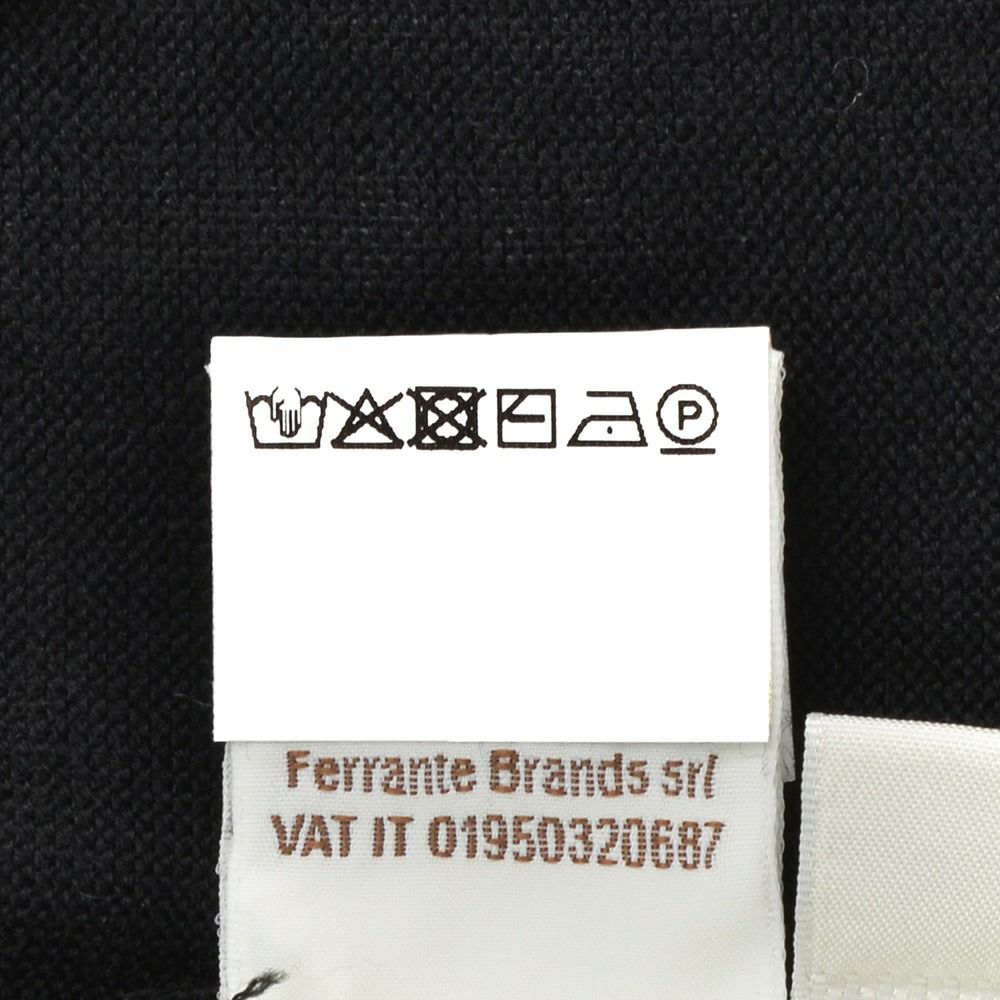 P
Ferrante Brands srl
VAT IT 01950320687